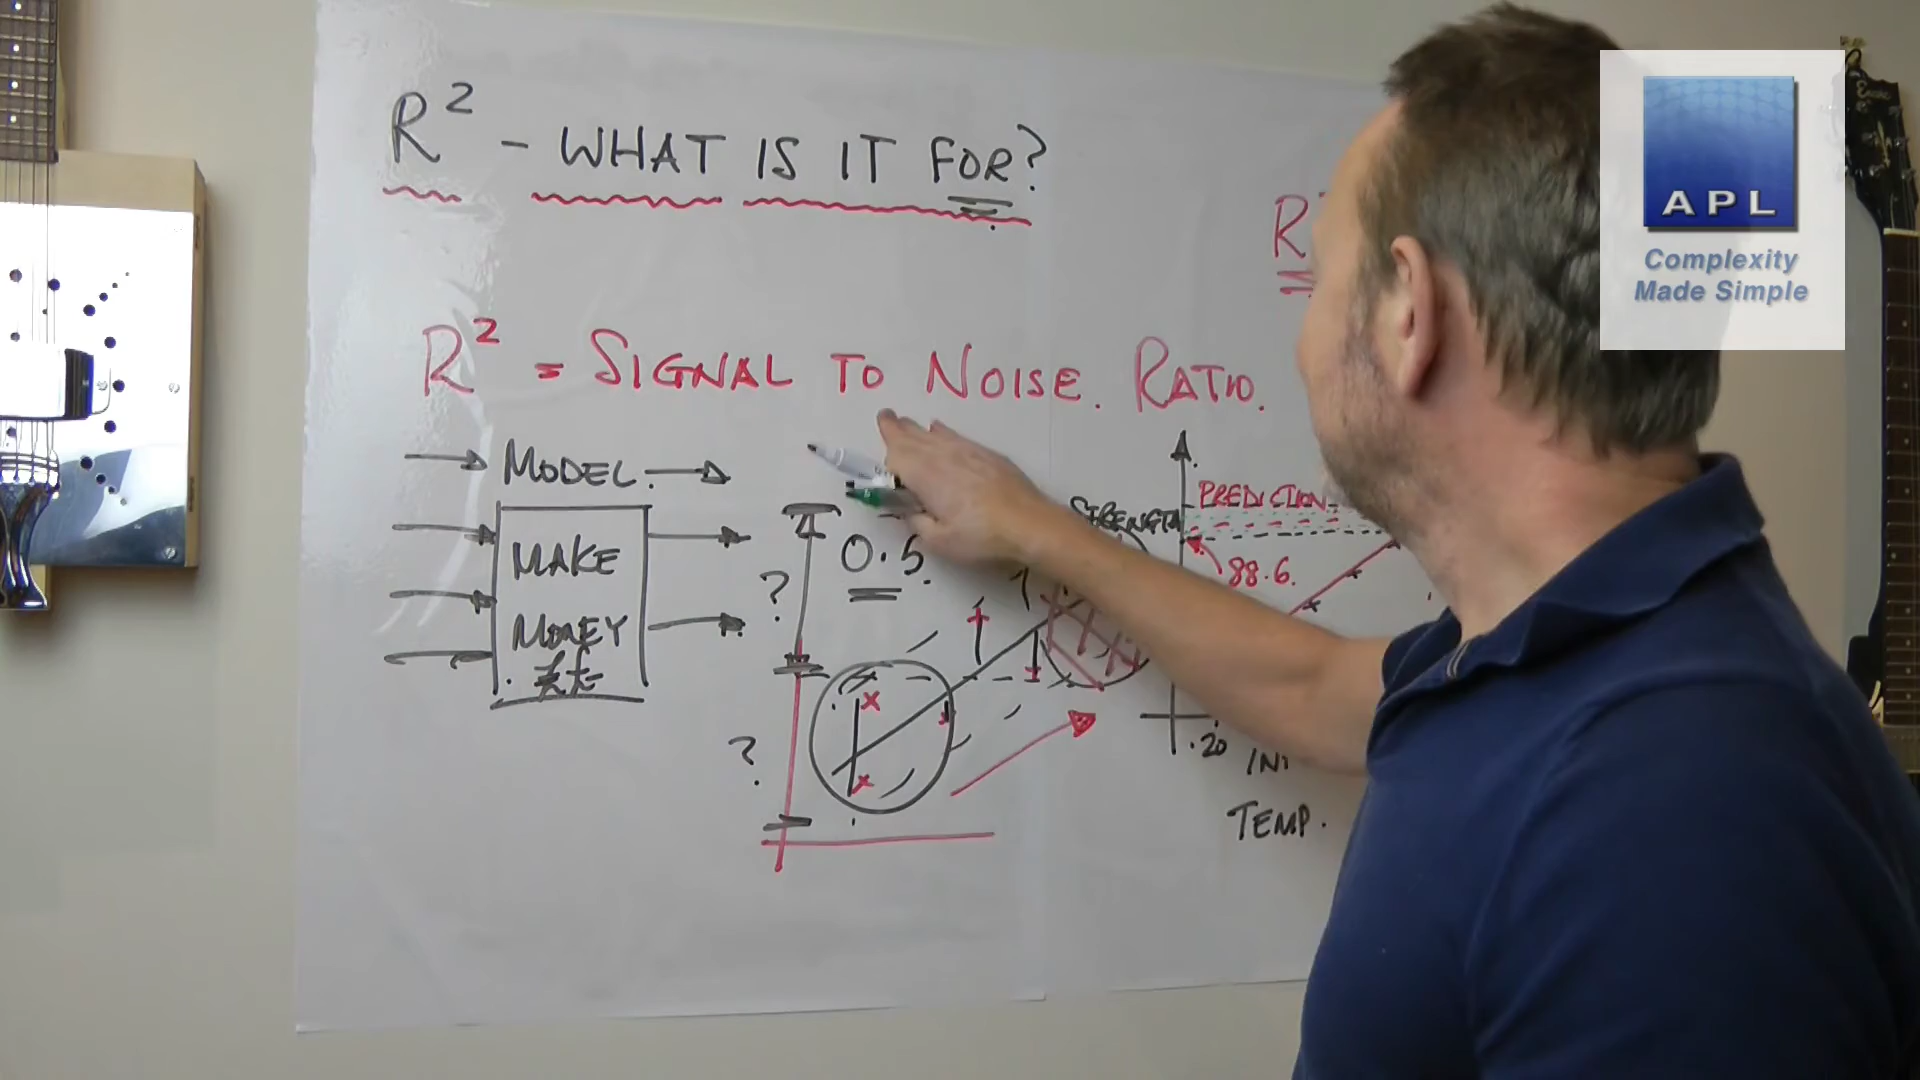 R² - WHAT IS IT FOR?
R
R² = SIGNAL TO NOISE. RATIO.
MODEL.
MAKE
MONEY
0.5.
?
?
STRENGTH
PREDICTION
88.6.
.20
TEMP.
APL
Complexity
Made Simple